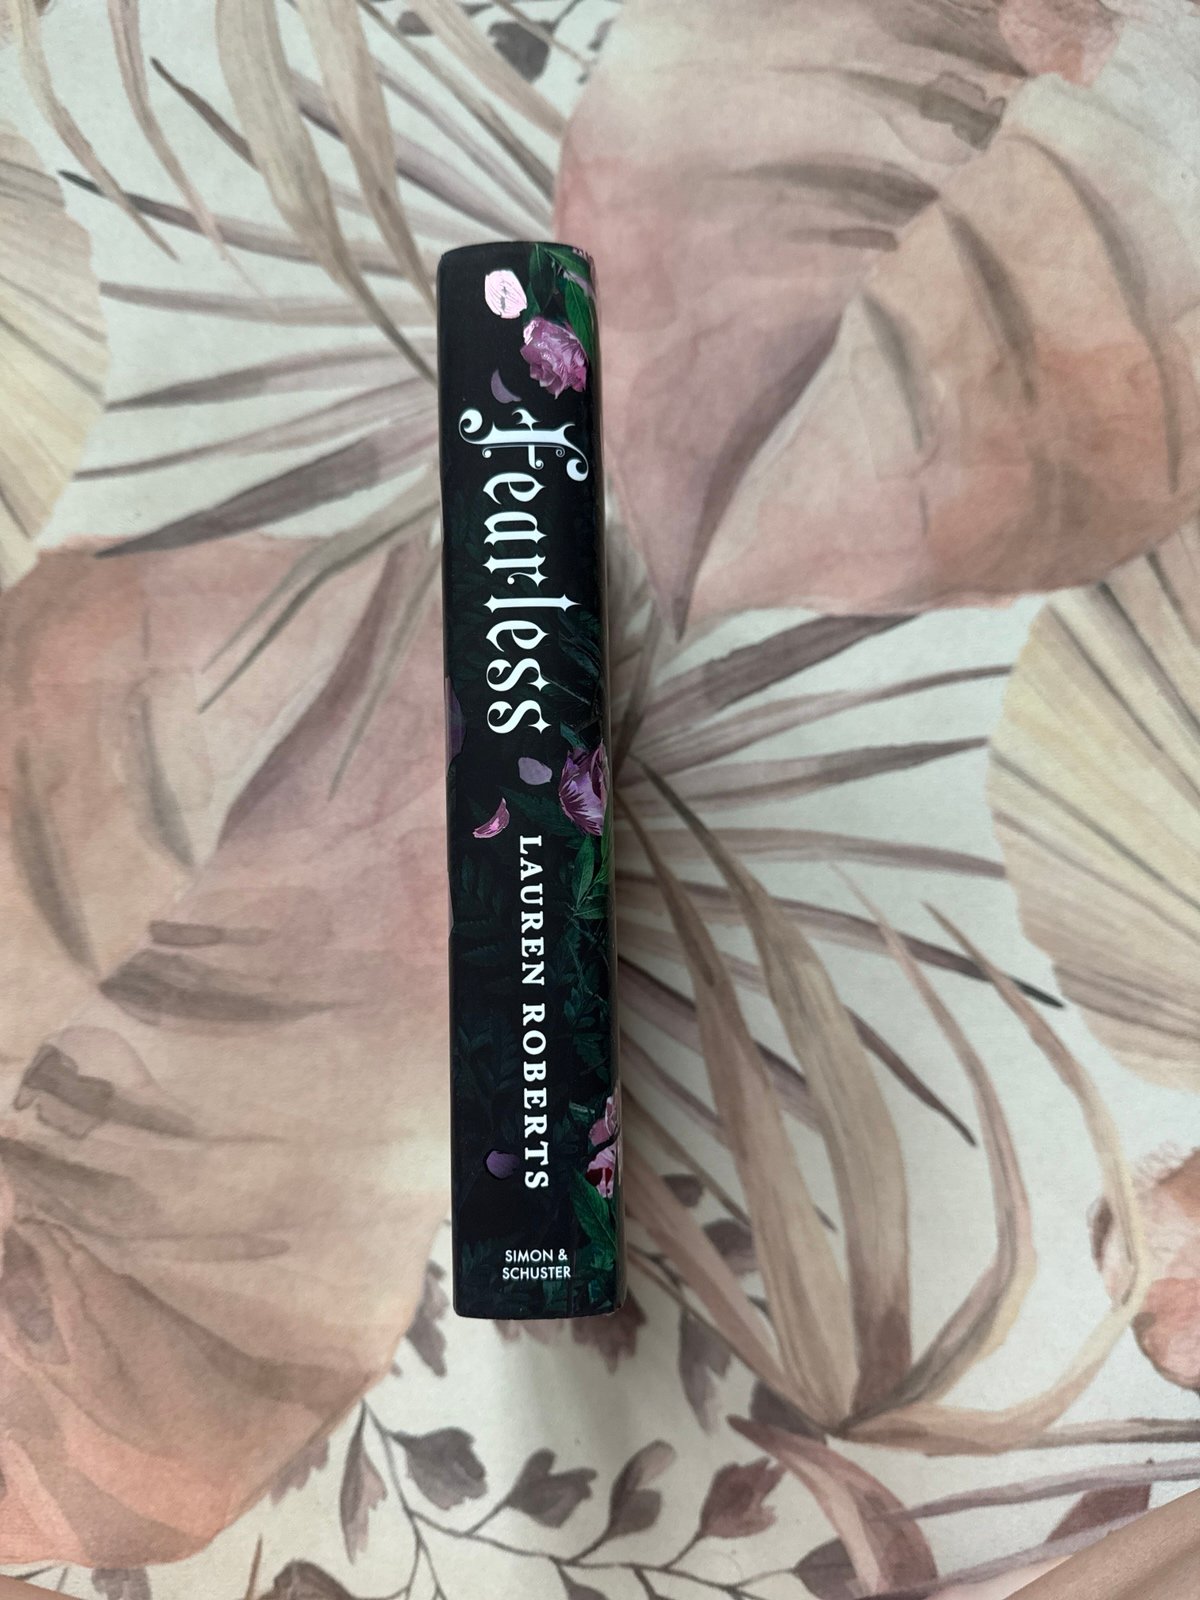 fearless
LAUREN ROBERTS
SIMON &
SCHUSTER